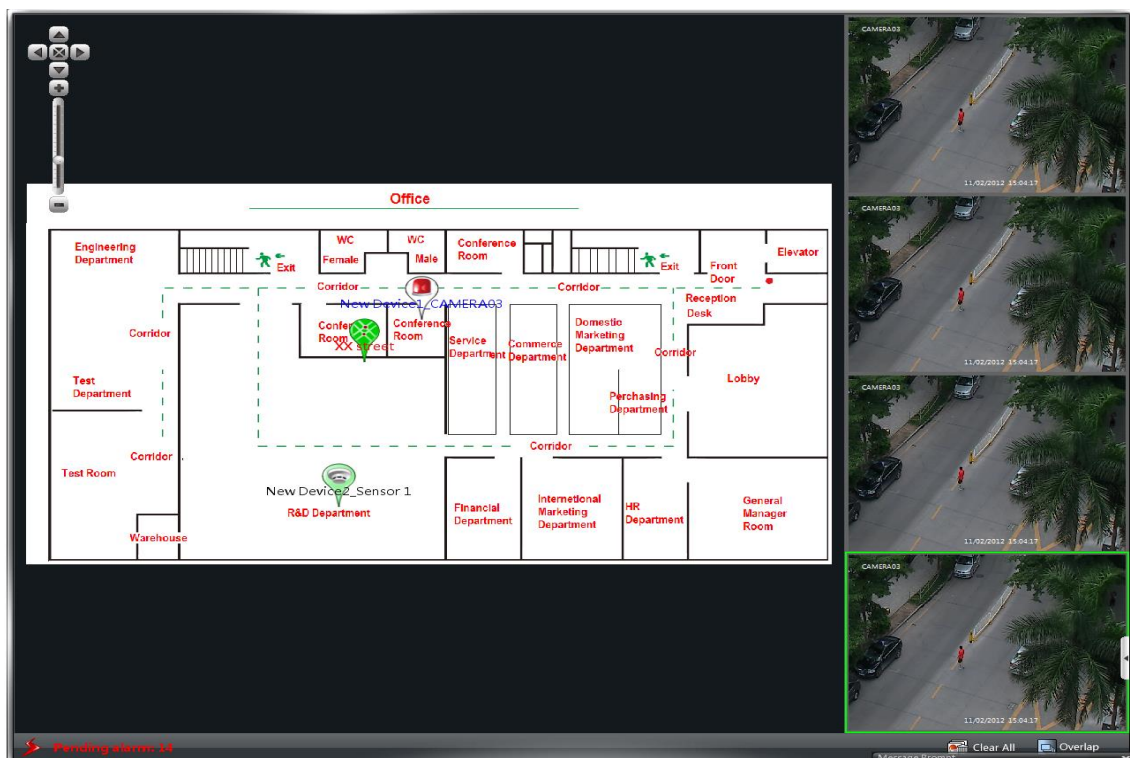 Office
Engineering
Department
WC
Female
WC
Male
Conference
Room
Exit
Exit
Front
Door
Elevator
Corridor
Corridor
Reception
Desk
New Device1_CAMERA03
Corridor
Conference
Room
Service
Department
Commerce
Department
Domestic
Marketing
Department
Corridor
XX street
Lobby
Test
Department
Perchasing
Department
Corridor
Corridor
Test Room
New Device2_Sensor 1
R&D Department
Warehouse
Financial
Department
Internetional
Marketing
Department
HR
Department
General
Manager
Room
CAMERA03
11/02/2012 15:04:17
CAMERA03
11/02/2012 15:04:17
CAMERA03
11/02/2012 15:04:17
CAMERA03
11/02/2012 15:04:17
Pending alarm: 14
Clear All
Overlap
Message Prompt